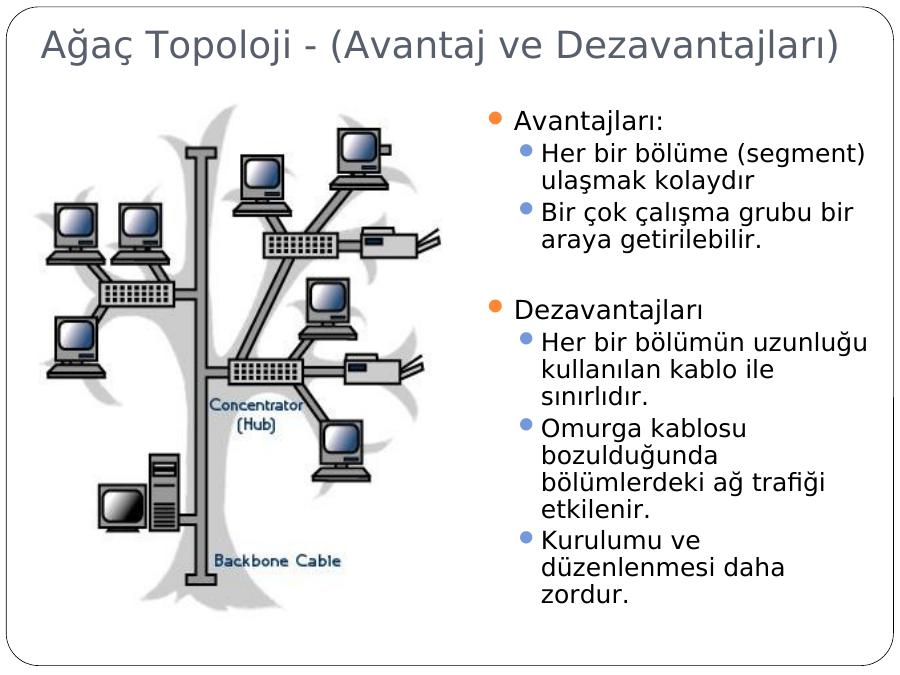 Ağaç Topoloji - (Avantaj ve Dezavantajları)
Concentrator
(Hub)
Backbone Cable
Avantajları:
Her bir bölüme (segment)
ulaşmak kolaydır
Bir çok çalışma grubu bir
araya getirilebilir.
Dezavantajları
Her bir bölümün uzunluğu
kullanılan kablo ile
sınırlıdır.
Omurga kablosu
bozulduğunda
bölümlerdeki ağ trafiği
etkilenir.
Kurulumu ve
düzenlenmesi daha
zordur.